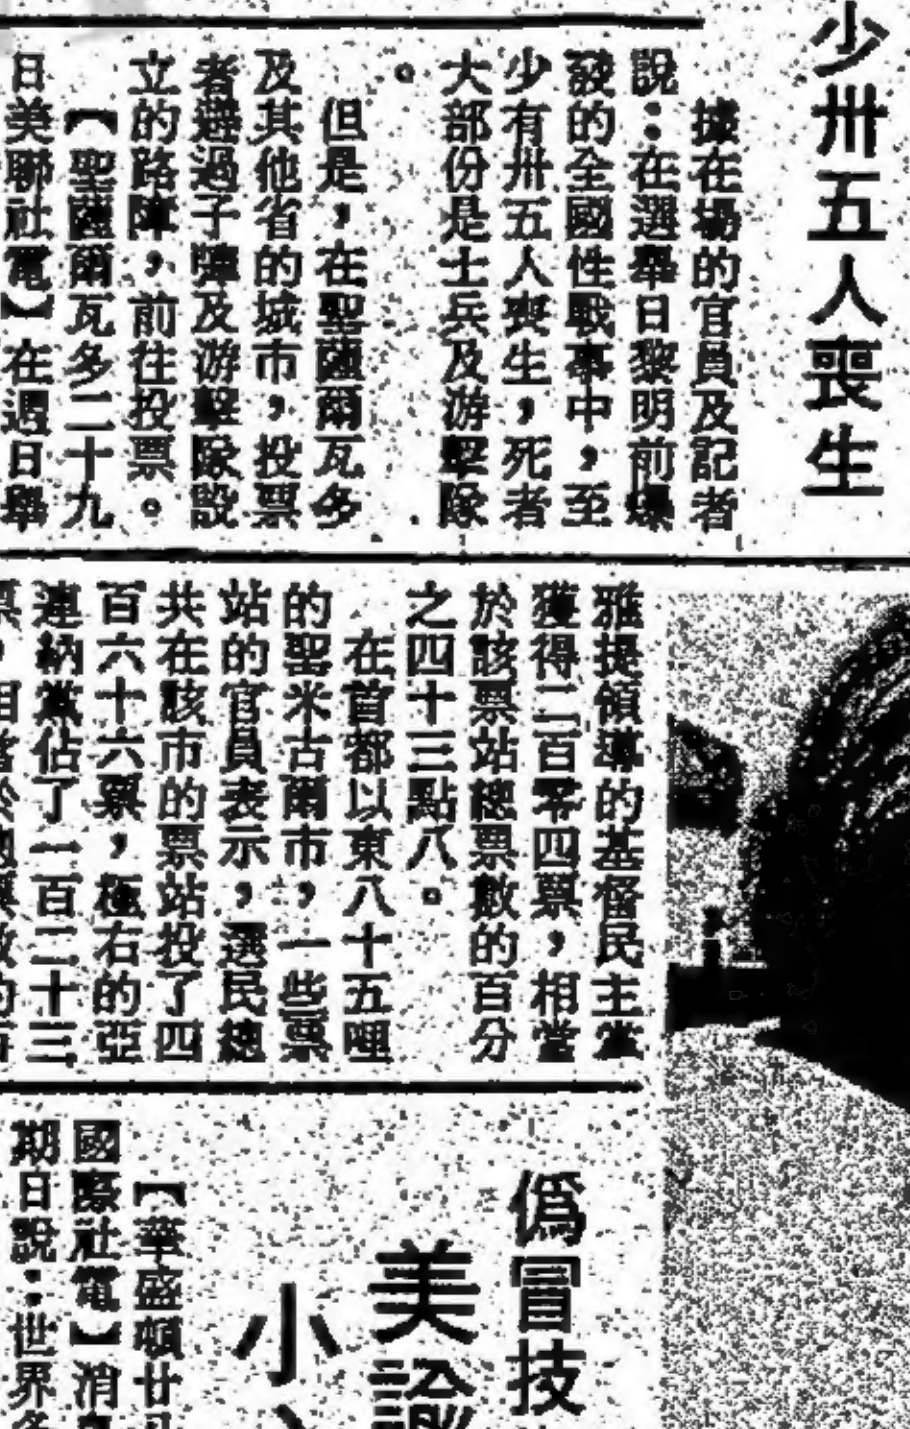 少卅五人喪生
據在場的官員及記者
說：在選舉日黎明前爆
發的全國性戰事中，至
少有卅五人喪生，死者
大部份是士兵及游擊隊
。
但是，在聖薩爾瓦多
及其他省的城市，投票
者避過子彈及游擊隊設
立的路障，前往投票。
【聖薩爾瓦多二十九
日美聯社電】在週日舉
雅提領導的基督民主黨
獲得二百零四票，相當
於該票站總票數的百分
之四十三點八。
在首都以東八十五哩
的聖米古爾市，一些票
站的官員表示，選民總
共在該市的票站投了四
百六十六票，極右的亞
連納黨佔了一百二十三
偽冒技
美
小
【華盛頓廿
國際社電】消
期日說：世界